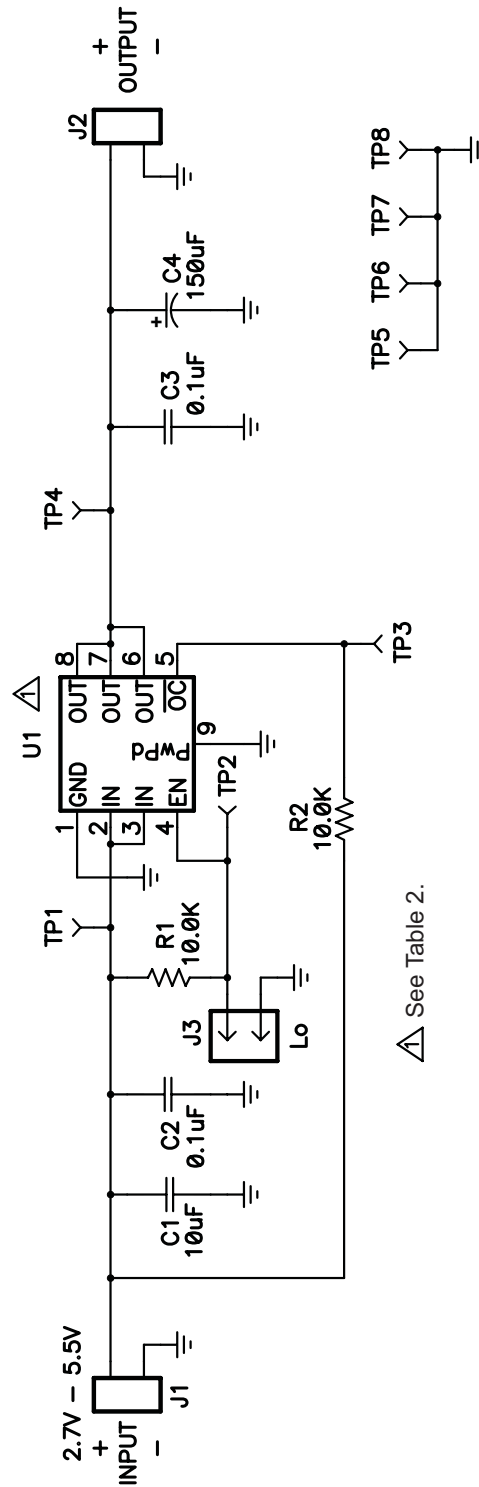 2.7V – 5.5V
+
INPUT
–
J1
C1
10uF
C2
0.1uF
J3
Lo
R1
10.0K
TP1
TP2
U1
1
1
2
3
4
GND
IN
IN
EN
PwPd
9
OUT
OUT
OUT
OC
8
7
6
5
R2
10.0K
TP3
TP4
C3
0.1uF
+
C4
150uF
J2
+
OUTPUT
–
TP5
TP6
TP7
TP8
1 See Table 2.